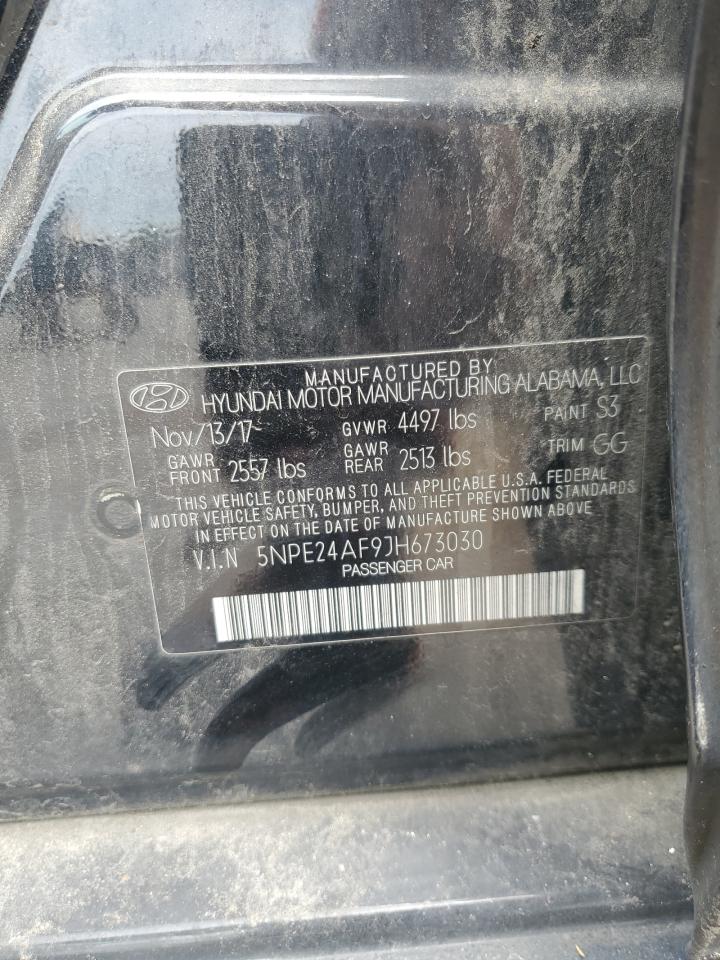 MANUFACTURED BY
HYUNDAI MOTOR MANUFACTURING ALABAMA, LLC
Nov/13/17 GVWR 4497 lbs PAINT S3
GAWR FRONT 2557 lbs GAWR REAR 2513 lbs TRIM GG
THIS VEHICLE CONFORMS TO ALL APPLICABLE U.S.A. FEDERAL
MOTOR VEHICLE SAFETY, BUMPER, AND THEFT PREVENTION STANDARDS
IN EFFECT ON THE DATE OF MANUFACTURE SHOWN ABOVE
V.I.N 5NPE24AF9JH673030
PASSENGER CAR